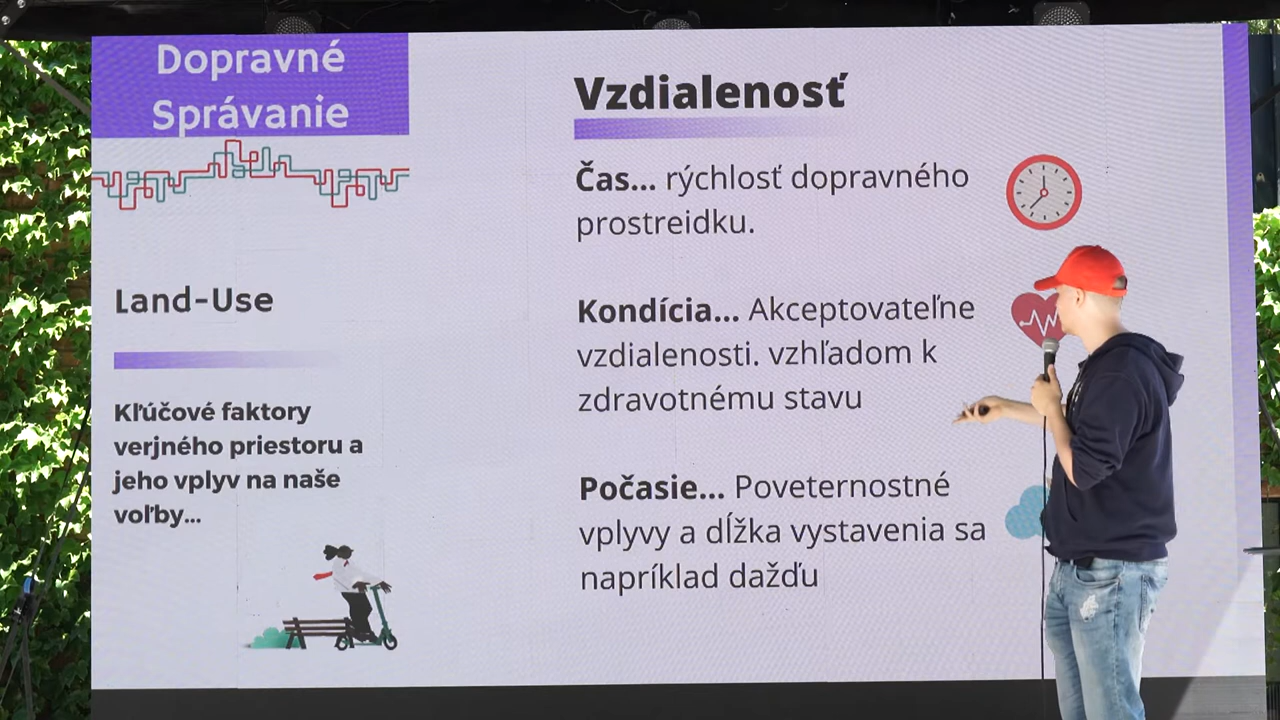 Dopravné
Správanie
Land-Use
Kľúčové faktory
verjného priestoru a
jeho vplyv na naše
voľby...
Vzdialenosť
Čas... rýchlosť dopravného
prostreidku.
Kondícia... Akceptovateľne
vzdialenosti. vzhľadom k
zdravotnému stavu
Počasie... Poveternostné
vplyvy a dĺžka vystavenia sa
napríklad dažďu